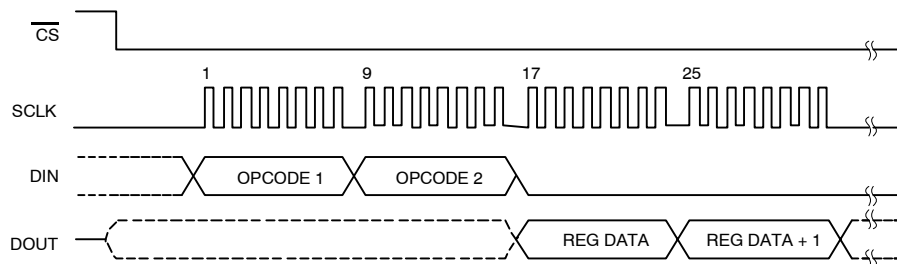 CS
1 9 17 25
SCLK
DIN OPCODE 1 OPCODE 2
DOUT REG DATA REG DATA + 1